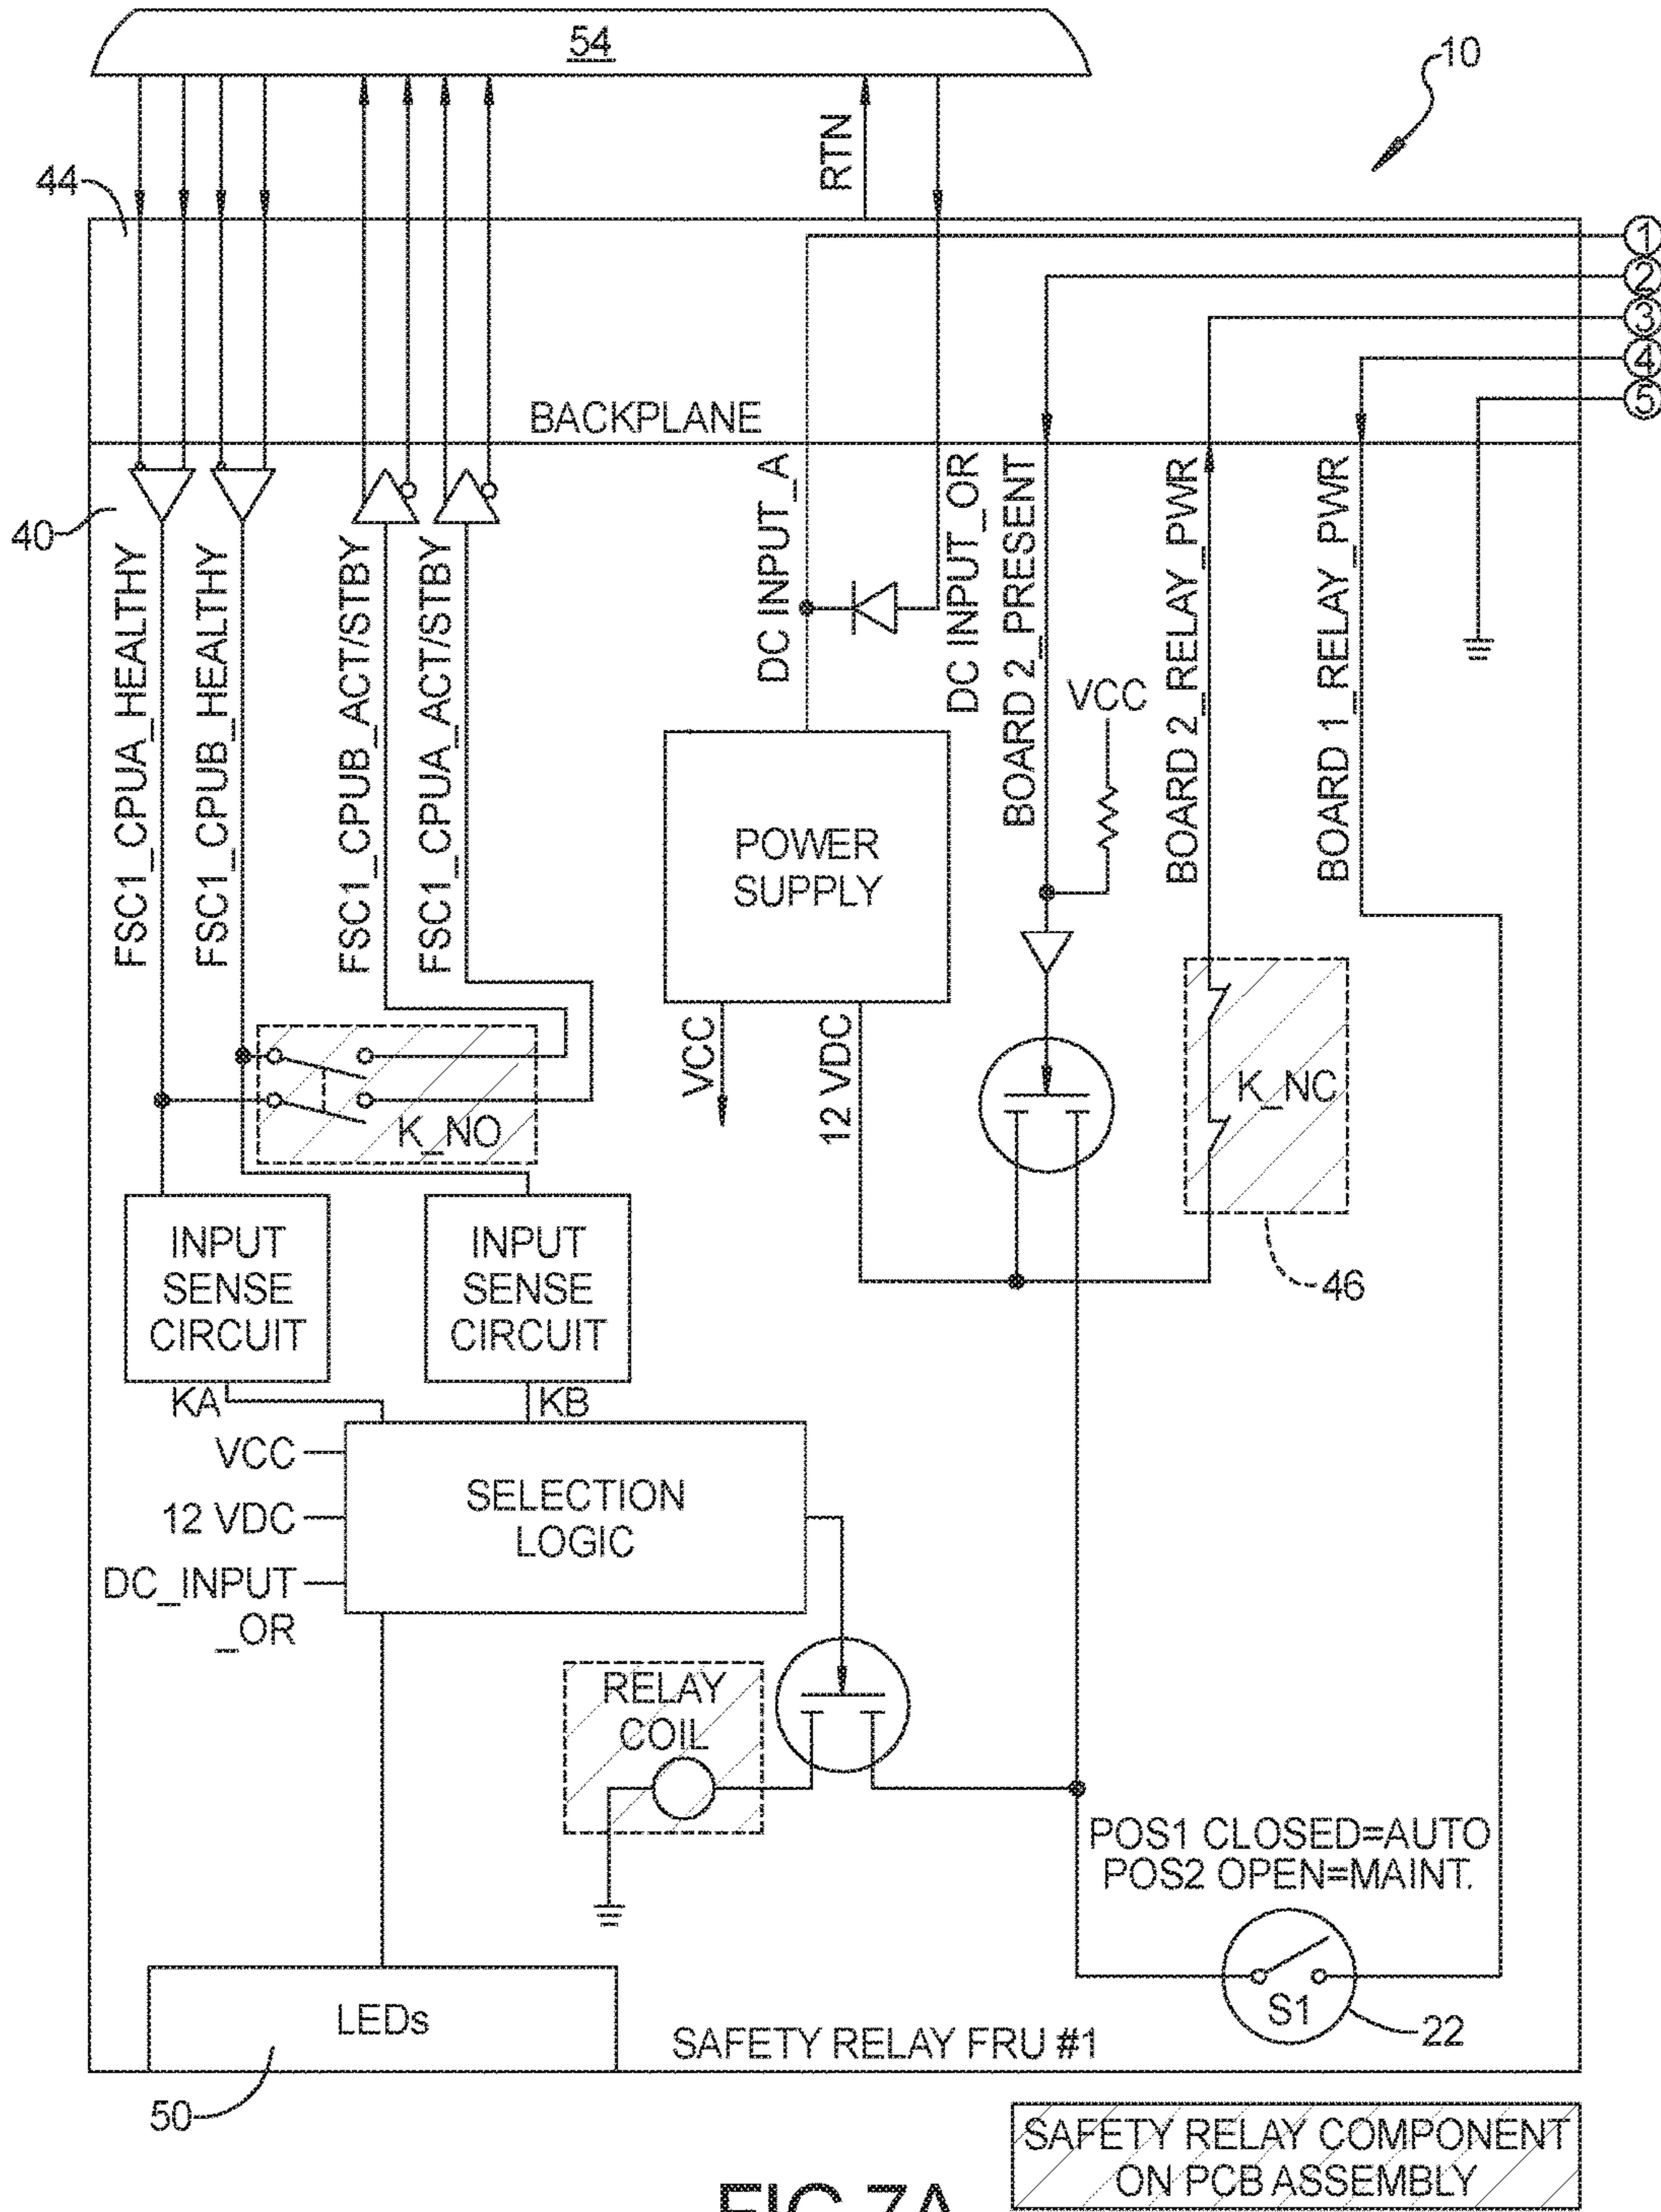 54
10
44
RTN
1
2
3
4
5
BACKPLANE
40
FSC1_CPUA_HEALTHY
FSC1_CPUB_HEALTHY
FSC1_CPUB_ACT/STBY
FSC1_CPUA_ACT/STBY
DC INPUT_A
DC INPUT_OR
BOARD 2_PRESENT
VCC
BOARD 2_RELAY_PWR
BOARD 1_RELAY_PWR
POWER
SUPPLY
VCC
12 VDC
K_NO
K_NC
46
INPUT
SENSE
CIRCUIT
INPUT
SENSE
CIRCUIT
KA
KB
VCC
12 VDC
DC_INPUT
_OR
SELECTION
LOGIC
RELAY
COIL
POS1 CLOSED=AUTO
POS2 OPEN=MAINT.
S1
22
LEDs
SAFETY RELAY FRU #1
50
SAFETY RELAY COMPONENT
ON PCB ASSEMBLY
FIG 7A